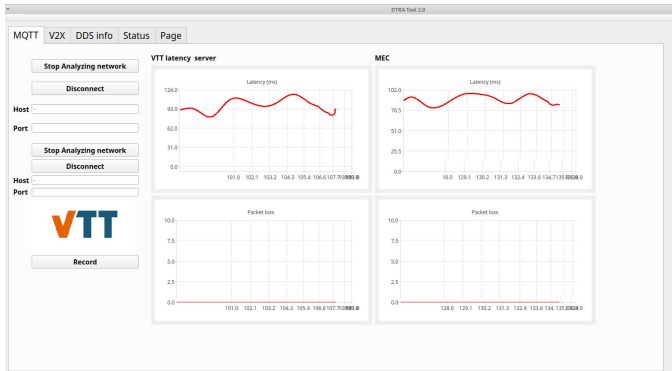 DTRA Tool 2.0
MQTT V2X DDS info Status Page
Stop Analyzing network
Disconnect
Host
Port
Stop Analyzing network
Disconnect
Host
Port
VTT
Record
VTT latency server
Latency (ms)
124.0
93.0
62.0
31.0
0.0
101.0 102.1 103.2 104.3 105.4 106.6 107.7
Packet loss
10.0
7.5
5.0
2.5
0.0
101.0 102.1 103.2 104.3 105.4 106.6 107.7
MEC
Latency (ms)
102.0
76.5
51.0
25.5
0.0
18.0 129.1 130.2 131.3 132.4 133.6 134.7
Packet loss
10.0
7.5
5.0
2.5
0.0
128.0 129.1 130.2 131.3 132.4 133.6 134.7